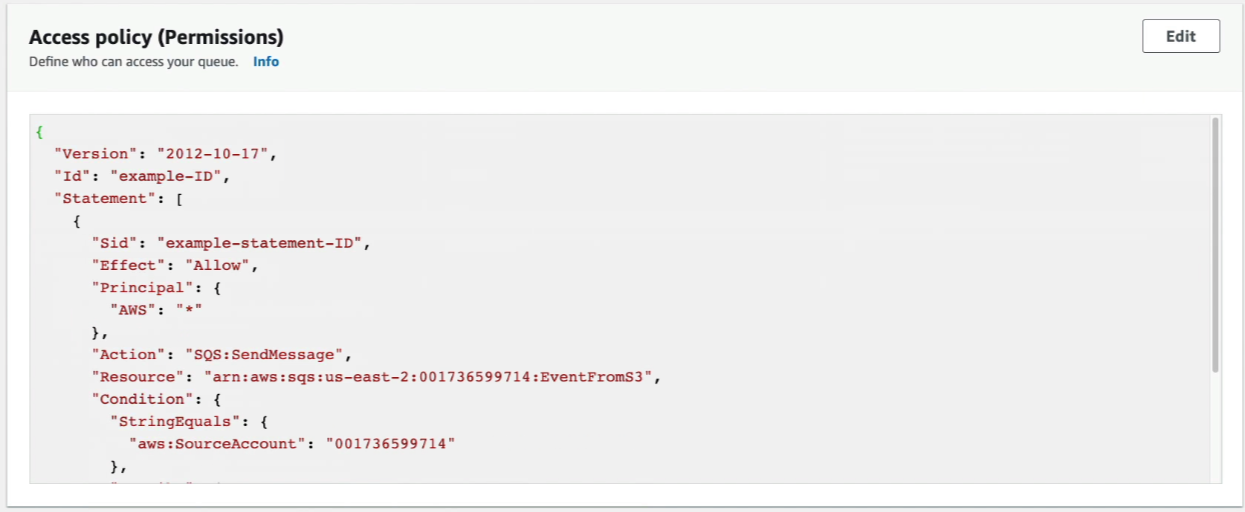 Access policy (Permissions)
Edit
Define who can access your queue. Info
{
"Version": "2012-10-17",
"Id": "example-ID",
"Statement": [
{
"Sid": "example-statement-ID",
"Effect": "Allow",
"Principal": {
"AWS": "*"
},
"Action": "SQS:SendMessage",
"Resource": "arn:aws:sqs:us-east-2:001736599714:EventFromS3",
"Condition": {
"StringEquals": {
"aws:SourceAccount": "001736599714"
},